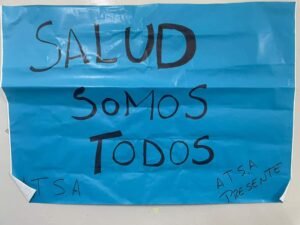 SALUD
SOMOS
TODOS
ATSA
ATSA
PRESENTE